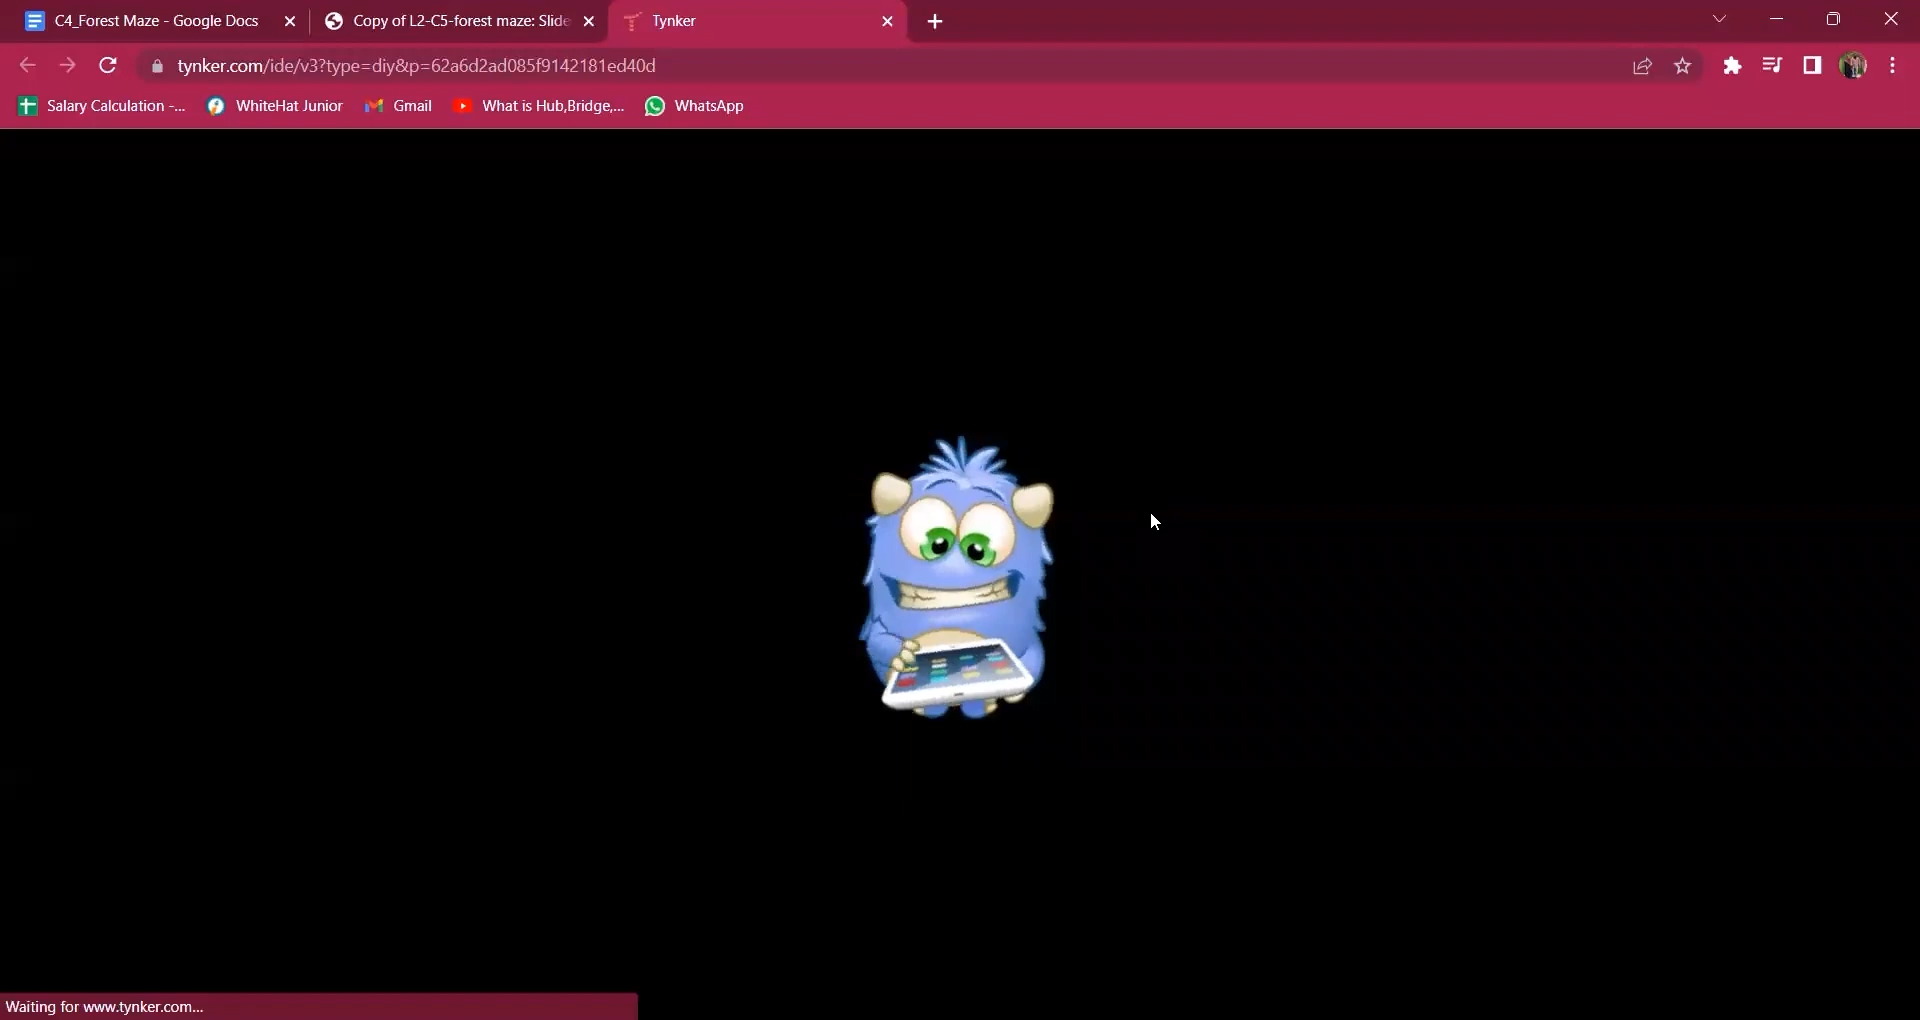 C4_Forest Maze - Google Docs
Copy of L2-C5-forest maze: Slide
Tynker
tynker.com/ide/v3?type=diy&p=62a6d2ad085f9142181ed40d
Salary Calculation -...
WhiteHat Junior
Gmail
What is Hub,Bridge,...
WhatsApp
Waiting for www.tynker.com...